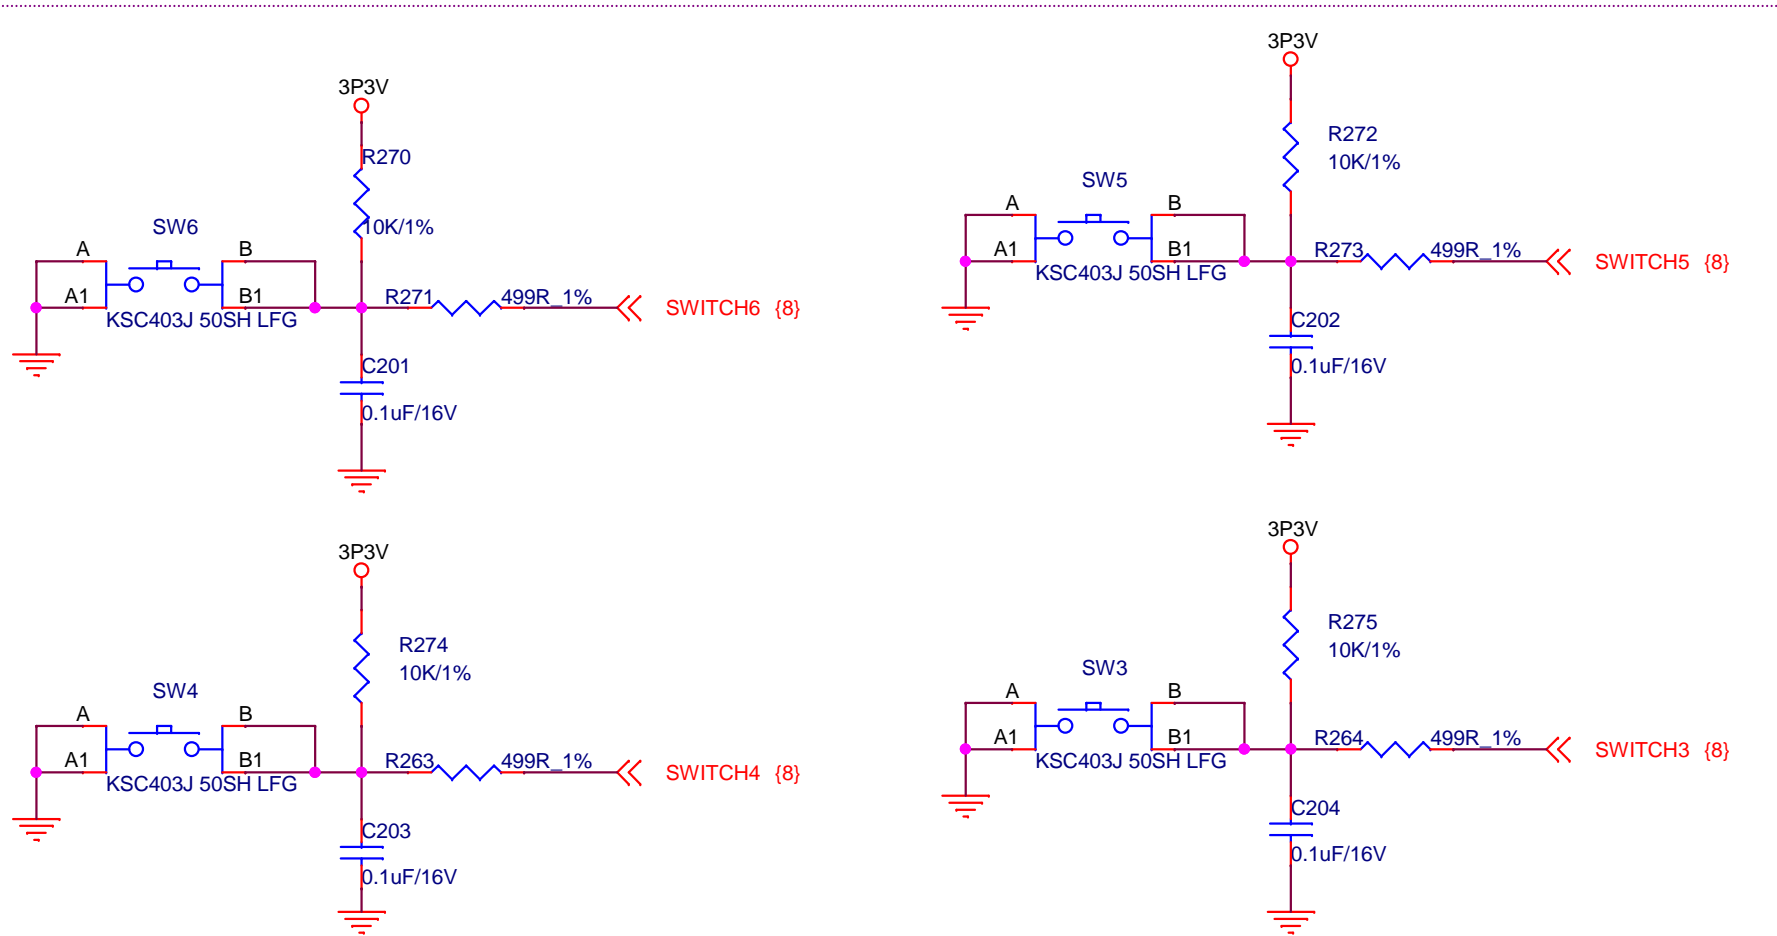 3P3V
R270
10K/1%
SW6
A
B
A1
B1
KSC403J 50SH LFG
R271
499R_1%
SWITCH6 {8}
C201
0.1uF/16V
3P3V
R272
10K/1%
SW5
A
B
A1
B1
KSC403J 50SH LFG
R273
499R_1%
SWITCH5 {8}
C202
0.1uF/16V
3P3V
R274
10K/1%
SW4
A
B
A1
B1
KSC403J 50SH LFG
R263
499R_1%
SWITCH4 {8}
C203
0.1uF/16V
3P3V
R275
10K/1%
SW3
A
B
A1
B1
KSC403J 50SH LFG
R264
499R_1%
SWITCH3 {8}
C204
0.1uF/16V